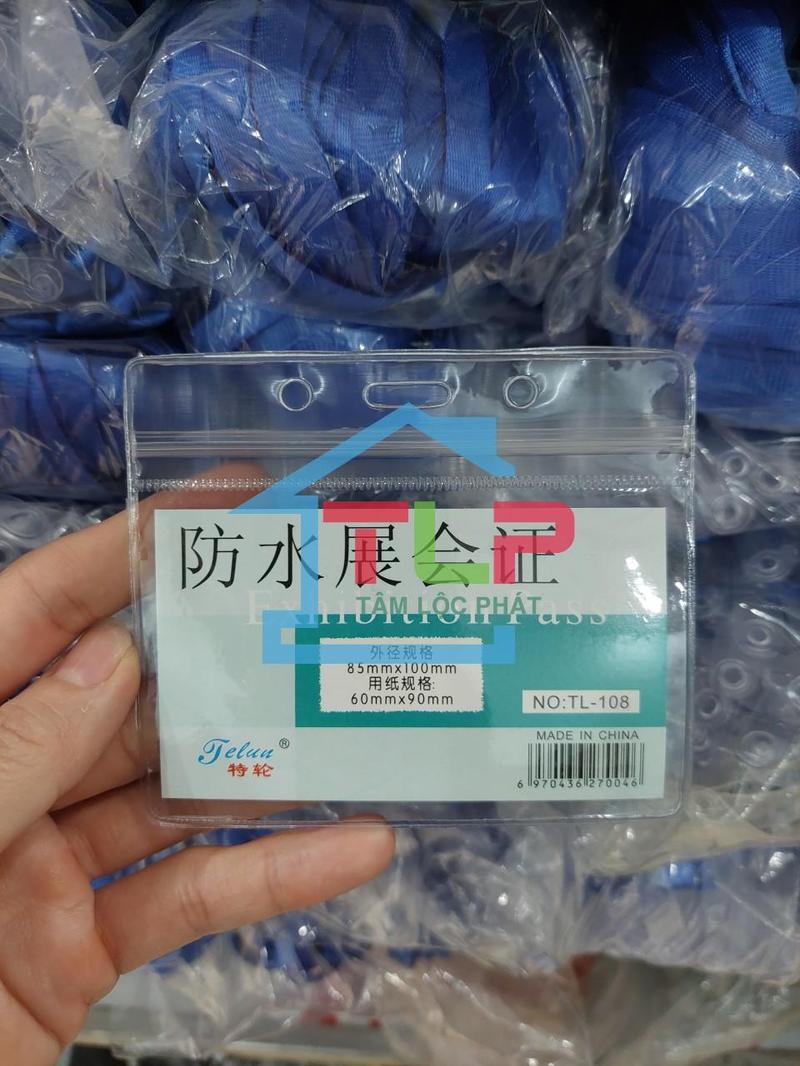 防水展会证
TLP
TÂM LỘC PHÁT
Exhibition Pass
外径规格
85mmx100mm
用纸规格:
60mmx90mm
NO:TL-108
MADE IN CHINA
Telun®
特轮
6 970436 270046